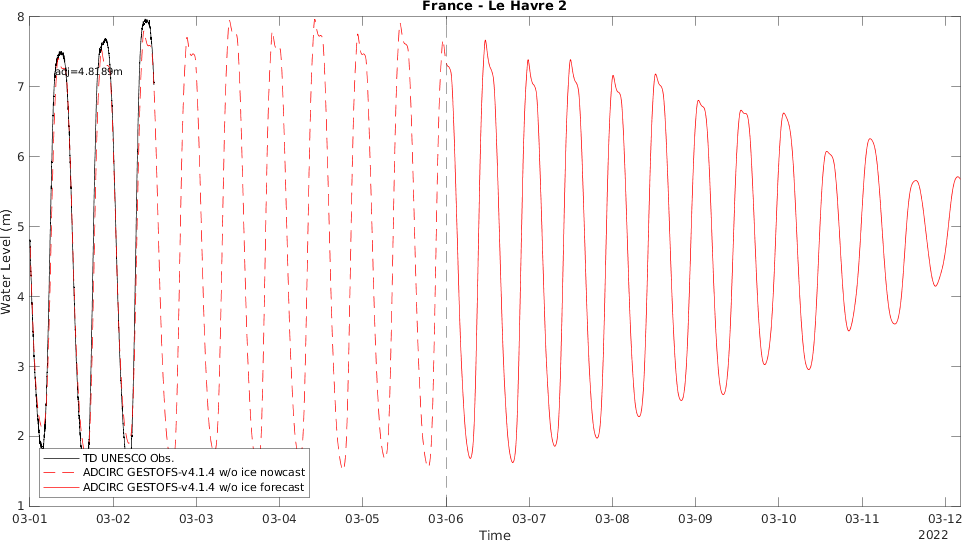 France - Le Havre 2
8
7
6
5
4
3
2
1
Water Level (m)
adj=4.8189m
TD UNESCO Obs.
ADCIRC GESTOFS-v4.1.4 w/o ice nowcast
ADCIRC GESTOFS-v4.1.4 w/o ice forecast
03-01 03-02 03-03 03-04 03-05 03-06 03-07 03-08 03-09 03-10 03-11 03-12
Time
2022